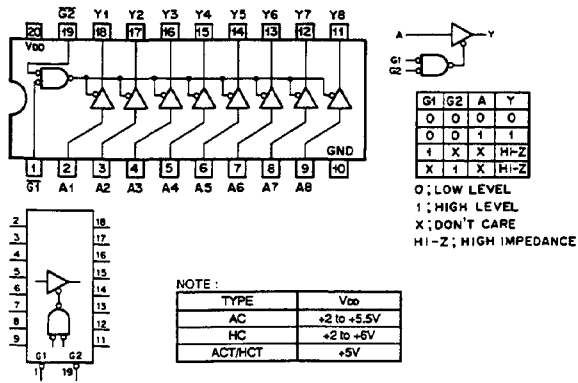 G2 Y1 Y2 Y3 Y4 Y5 Y6 Y7 Y8
20 19 18 17 16 15 14 13 12 11
VDD
GND
1 2 3 4 5 6 7 8 9 10
G1 A1 A2 A3 A4 A5 A6 A7 A8
A Y
G1
G2
G1 G2 A Y
0 0 0 0
0 0 1 1
1 X X HI-Z
X 1 X HI-Z
0; LOW LEVEL
1; HIGH LEVEL
X; DON'T CARE
HI-Z; HIGH IMPEDANCE
2 18
3 17
4 16
5 15
6 14
7 13
8 12
9 11
G1 G2
1 19
NOTE :
TYPE VDD
AC +2 to +5.5V
HC +2 to +6V
ACT/HCT +5V